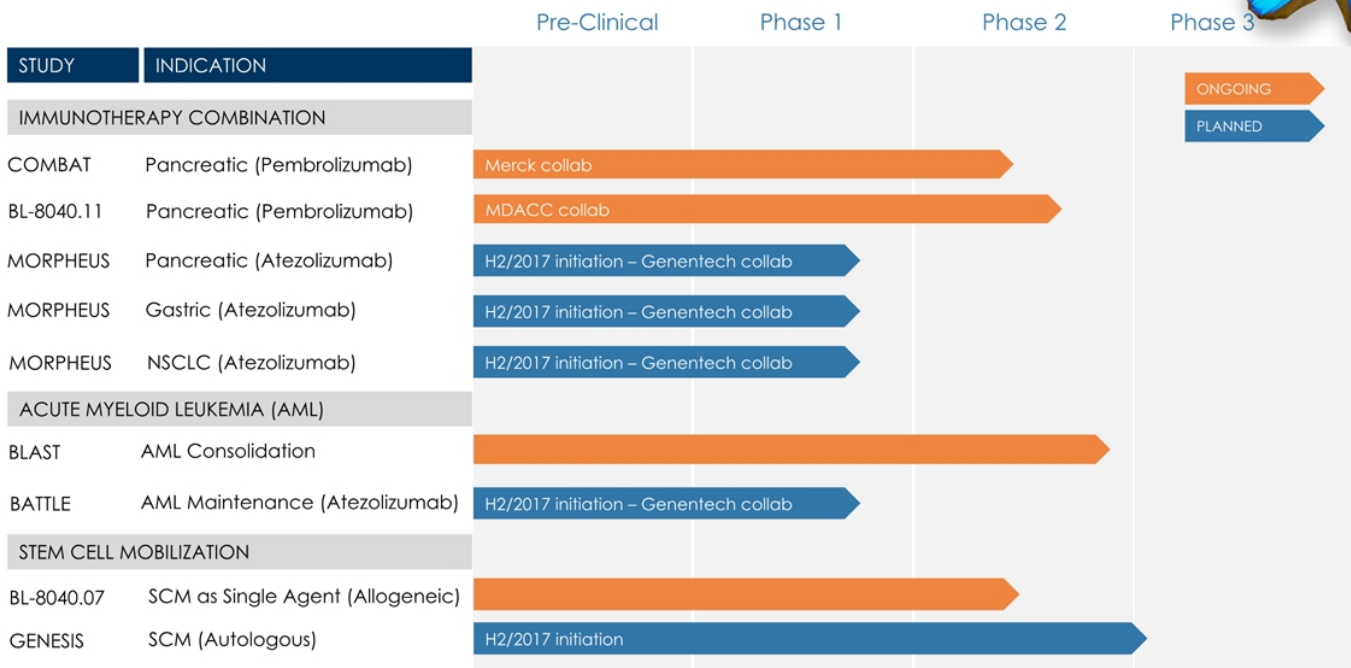 Pre-Clinical Phase 1 Phase 2 Phase 3
STUDY INDICATION
ONGOING
IMMUNOTHERAPY COMBINATION
PLANNED
COMBAT Pancreatic (Pembrolizumab) Merck collab
BL-8040.11 Pancreatic (Pembrolizumab) MDACC collab
MORPHEUS Pancreatic (Atezolizumab) H2/2017 initiation – Genentech collab
MORPHEUS Gastric (Atezolizumab) H2/2017 initiation – Genentech collab
MORPHEUS NSCLC (Atezolizumab) H2/2017 initiation – Genentech collab
ACUTE MYELOID LEUKEMIA (AML)
BLAST AML Consolidation
BATTLE AML Maintenance (Atezolizumab) H2/2017 initiation – Genentech collab
STEM CELL MOBILIZATION
BL-8040.07 SCM as Single Agent (Allogeneic)
GENESIS SCM (Autologous) H2/2017 initiation